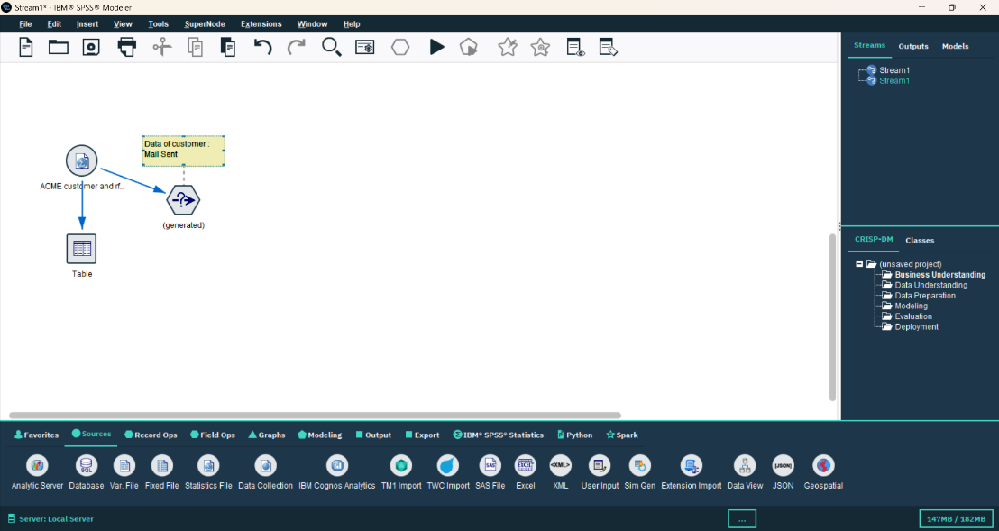 Stream1* - IBM® SPSS® Modeler
File Edit Insert View Tools SuperNode Extensions Window Help
Streams Outputs Models
Stream1
Stream1
Data of customer :
Mail Sent
ACME customer and rf..
(generated)
Table
CRISP-DM Classes
(unsaved project)
Business Understanding
Data Understanding
Data Preparation
Modeling
Evaluation
Deployment
Favorites Sources Record Ops Field Ops Graphs Modeling Output Export IBM® SPSS® Statistics Python Spark
SQL SAS EXCEL <XML> {JSON}
Analytic Server Database Var. File Fixed File Statistics File Data Collection IBM Cognos Analytics TM1 Import TWC Import SAS File Excel XML User Input Sim Gen Extension Import Data View JSON Geospatial
Server: Local Server ... 147MB / 182MB